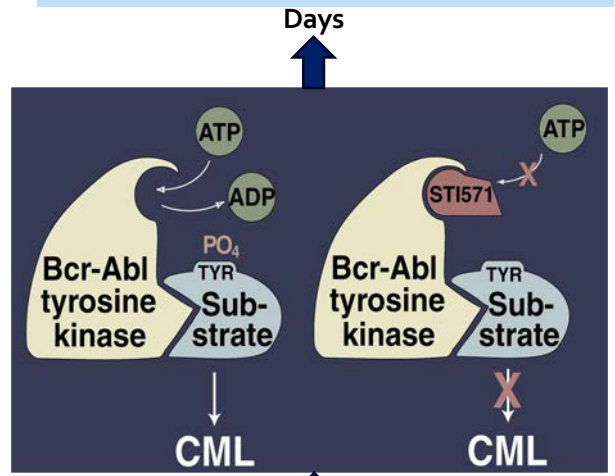 Days
ATP
ADP
PO₄
TYR
Bcr-Abl
tyrosine
kinase
Sub-
strate
CML
ATP
X
STI571
Bcr-Abl
tyrosine
kinase
TYR
Sub-
strate
X
CML